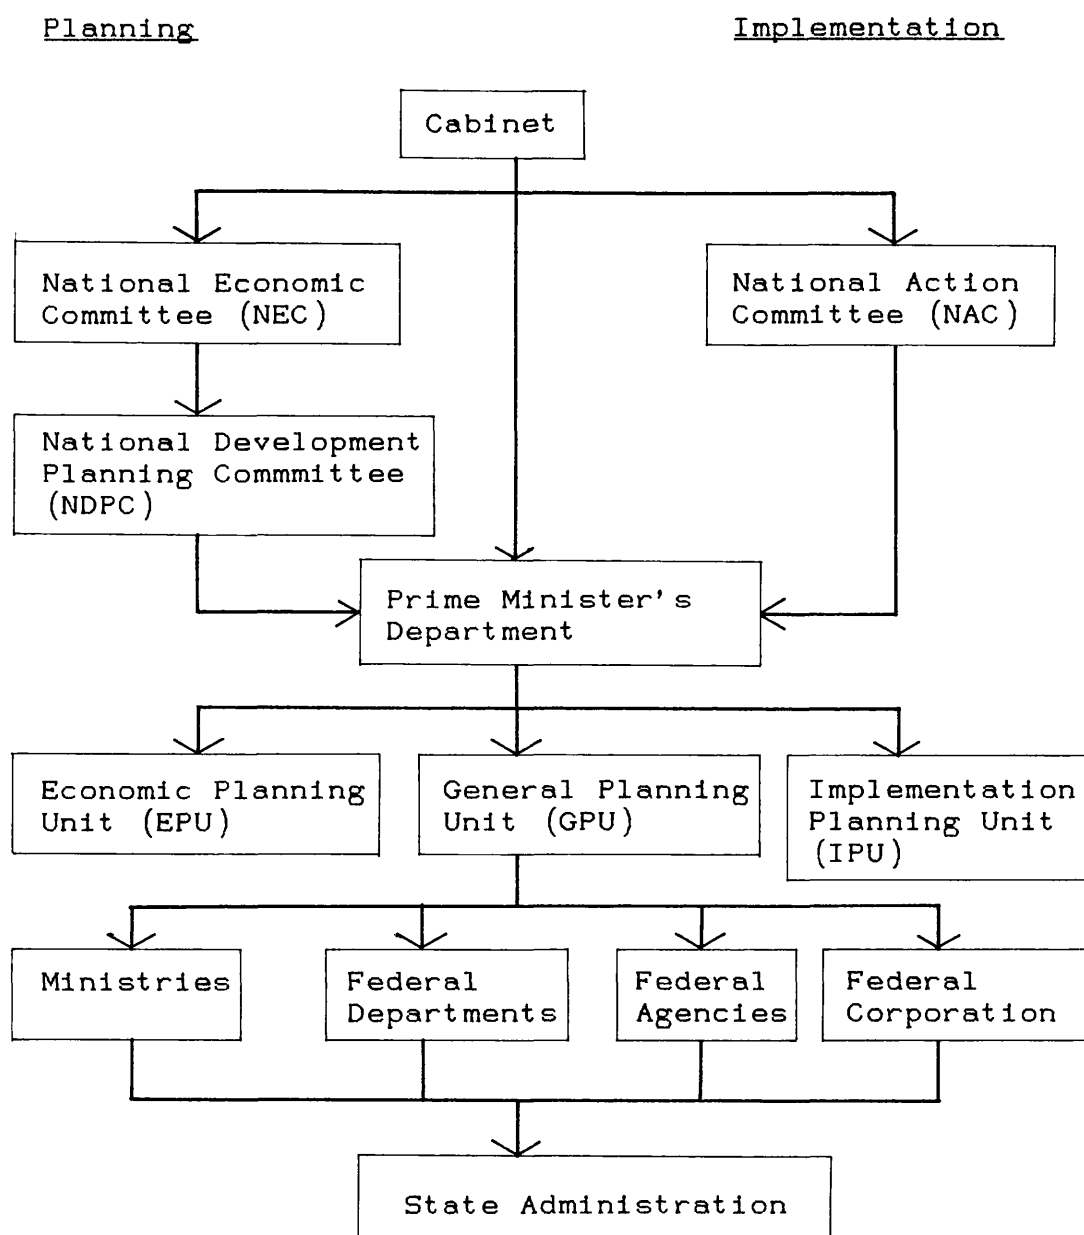 Planning
Implementation
Cabinet
National Economic
Committee (NEC)
National Action
Committee (NAC)
National Development
Planning Commmittee
(NDPC)
Prime Minister's
Department
Economic Planning
Unit (EPU)
General Planning
Unit (GPU)
Implementation
Planning Unit
(IPU)
Ministries
Federal
Departments
Federal
Agencies
Federal
Corporation
State Administration